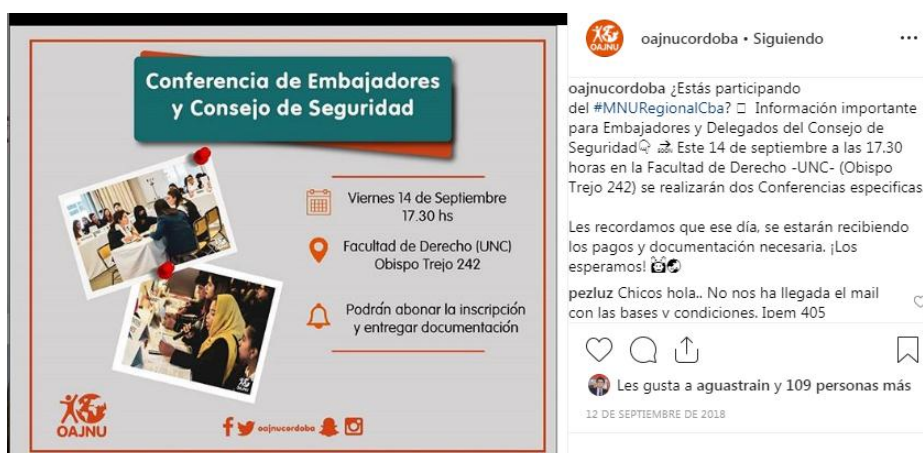 Conferencia de Embajadores
y Consejo de Seguridad
Viernes 14 de Septiembre
17.30 hs
Facultad de Derecho (UNC)
Obispo Trejo 242
Podrán abonar la inscripción
y entregar documentación
OAJNU
oajnucordoba
OAJNU
oajnucordoba • Siguiendo
oajnucordoba ¿Estás participando
del #MNURegionalCba? Información importante
para Embajadores y Delegados del Consejo de
Seguridad Este 14 de septiembre a las 17.30
horas en la Facultad de Derecho -UNC- (Obispo
Trejo 242) se realizarán dos Conferencias especificas
Les recordamos que ese día, se estarán recibiendo
los pagos y documentación necesaria. ¡Los
esperamos!
pezluz Chicos hola.. No nos ha llegada el mail
con las bases y condiciones. Ipem 405
Les gusta a aguastrain y 109 personas más
12 DE SEPTIEMBRE DE 2018